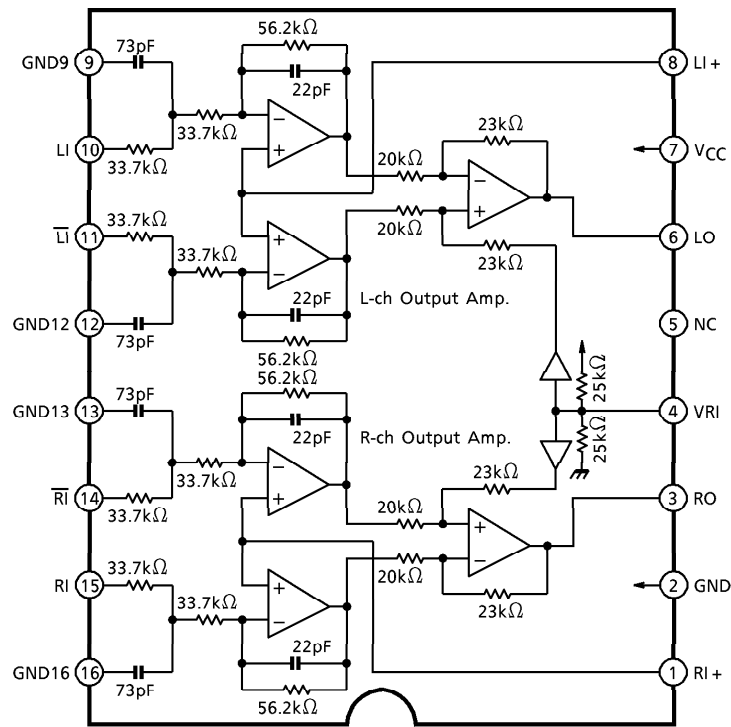 56.2kΩ
73pF
GND9 9
22pF
8 LI+
33.7kΩ
LI 10
33.7kΩ
23kΩ
20kΩ
7 VCC
33.7kΩ
L̅I̅ 11
33.7kΩ
20kΩ
23kΩ
6 LO
22pF
L-ch Output Amp.
GND12 12
73pF
5 NC
56.2kΩ
56.2kΩ
25kΩ
73pF
GND13 13
22pF
R-ch Output Amp.
4 VRI
25kΩ
33.7kΩ
23kΩ
R̅I̅ 14
33.7kΩ
20kΩ
3 RO
33.7kΩ
RI 15
33.7kΩ
20kΩ
23kΩ
2 GND
22pF
GND16 16
73pF
1 RI+
56.2kΩ